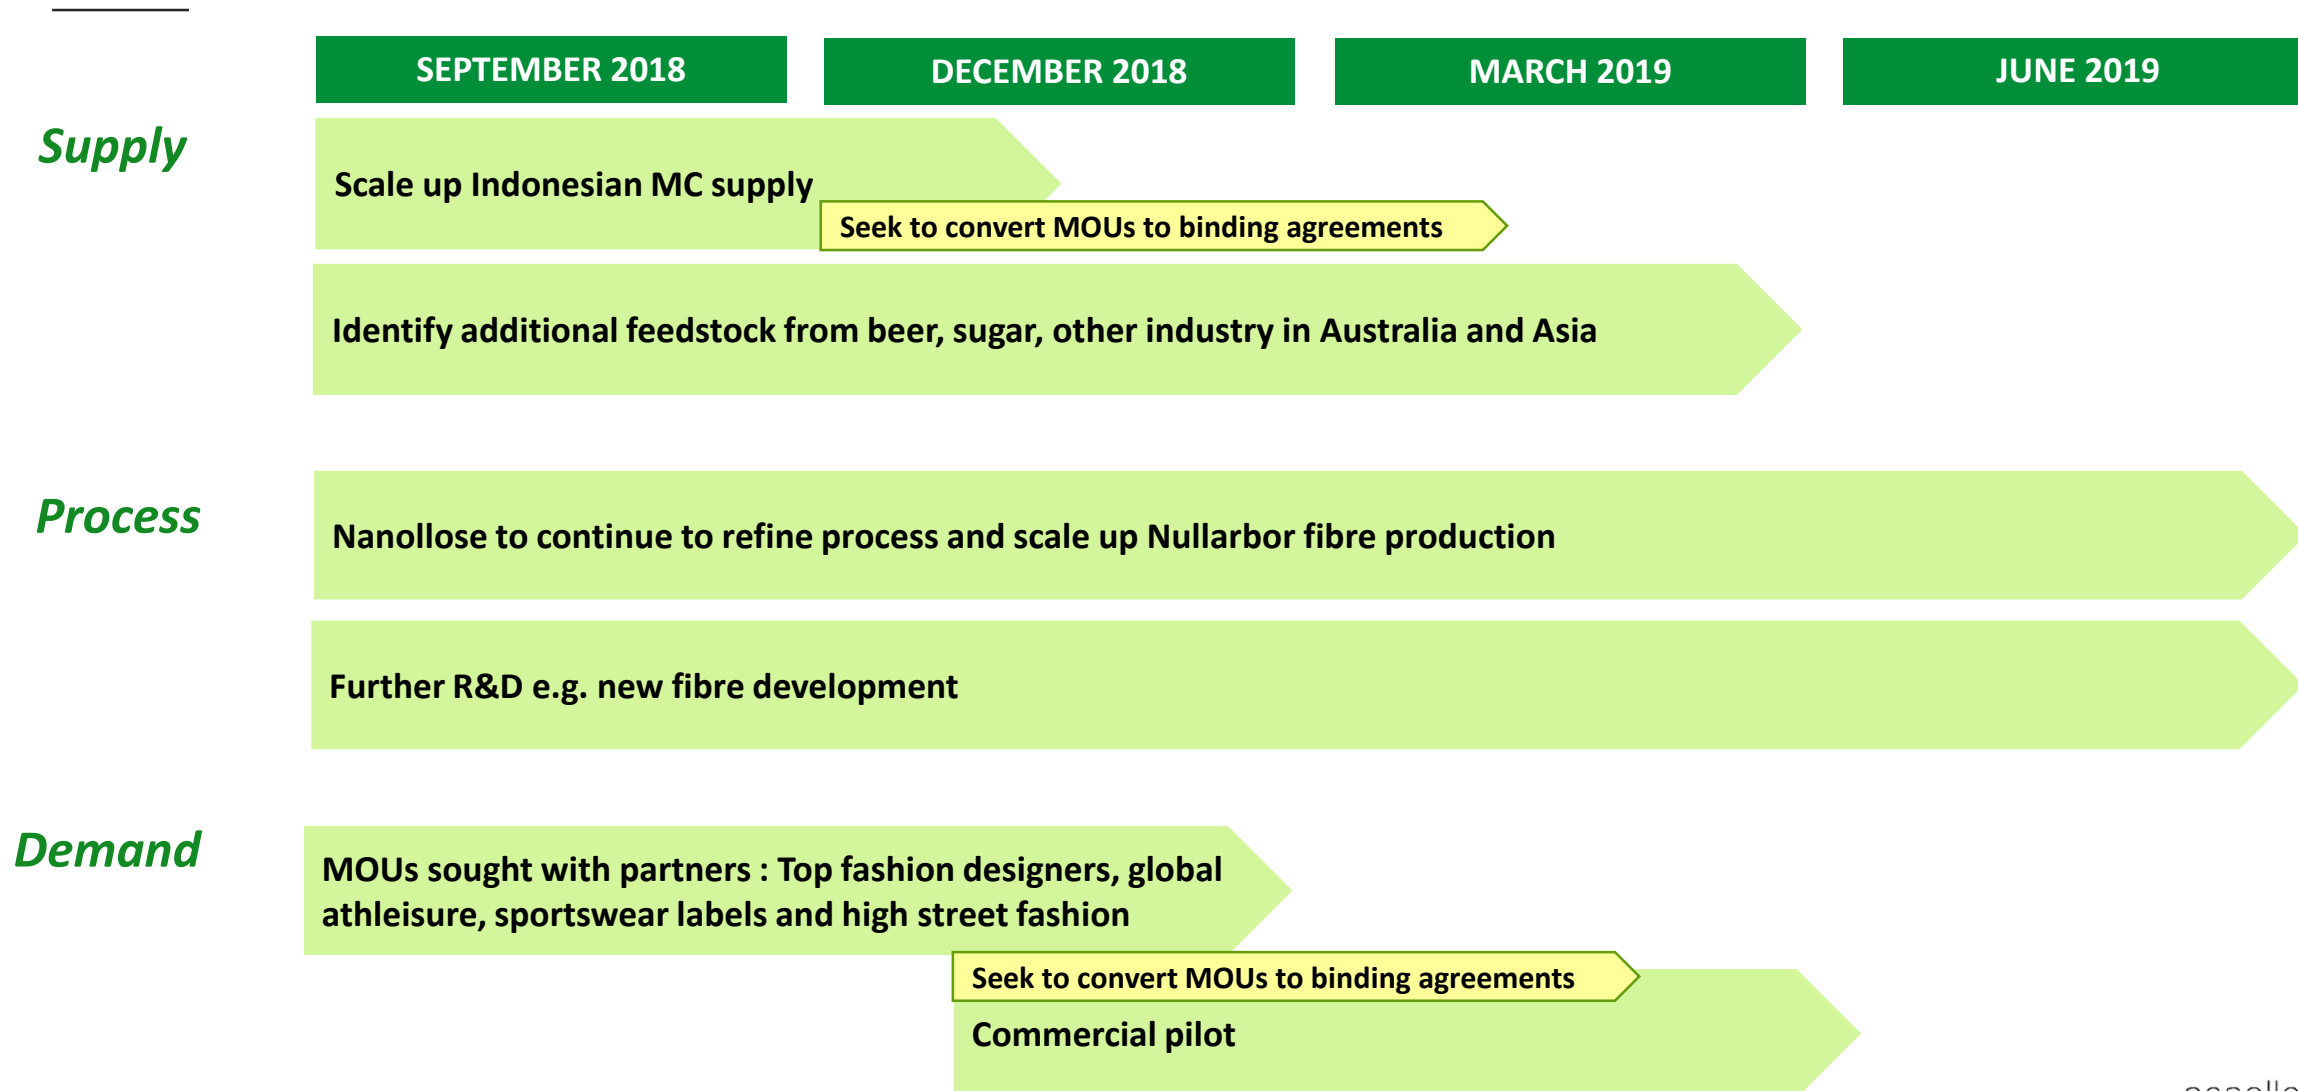 SEPTEMBER 2018
DECEMBER 2018
MARCH 2019
JUNE 2019
Supply
Scale up Indonesian MC supply
Seek to convert MOUs to binding agreements
Identify additional feedstock from beer, sugar, other industry in Australia and Asia
Process
Nanollose to continue to refine process and scale up Nullarbor fibre production
Further R&D e.g. new fibre development
Demand
MOUs sought with partners : Top fashion designers, global
athleisure, sportswear labels and high street fashion
Seek to convert MOUs to binding agreements
Commercial pilot